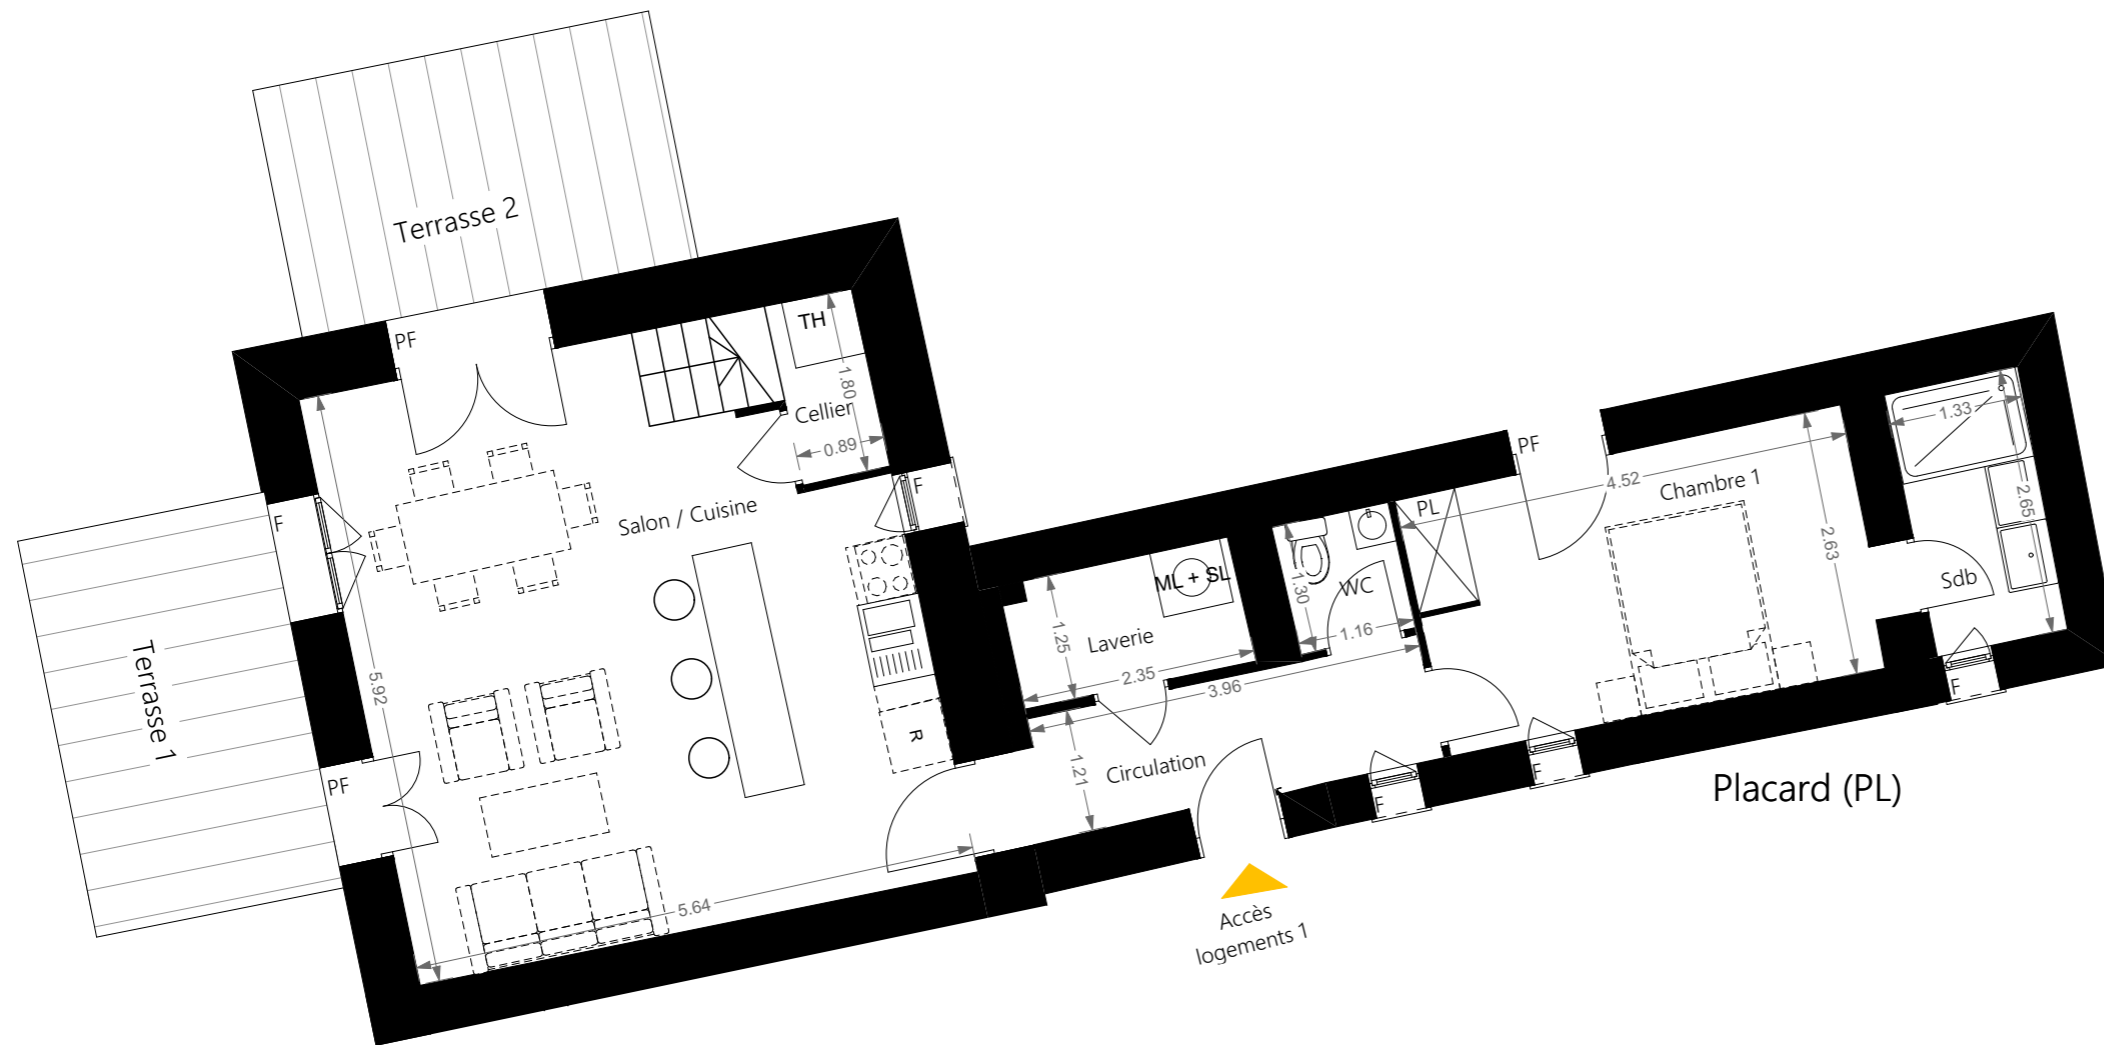 Terrasse 2
PF
TH
1.80
Cellier
0.89
F
F
Salon / Cuisine
Terrasse 1
5.92
PF
R
5.64
ML + SL
1.25
Laverie
2.35
3.96
1.21
Circulation
1.30
WC
1.16
PL
PF
4.52
Chambre 1
2.63
1.33
2.65
Sdb
F
F
F
Placard (PL)
Accès
logements 1